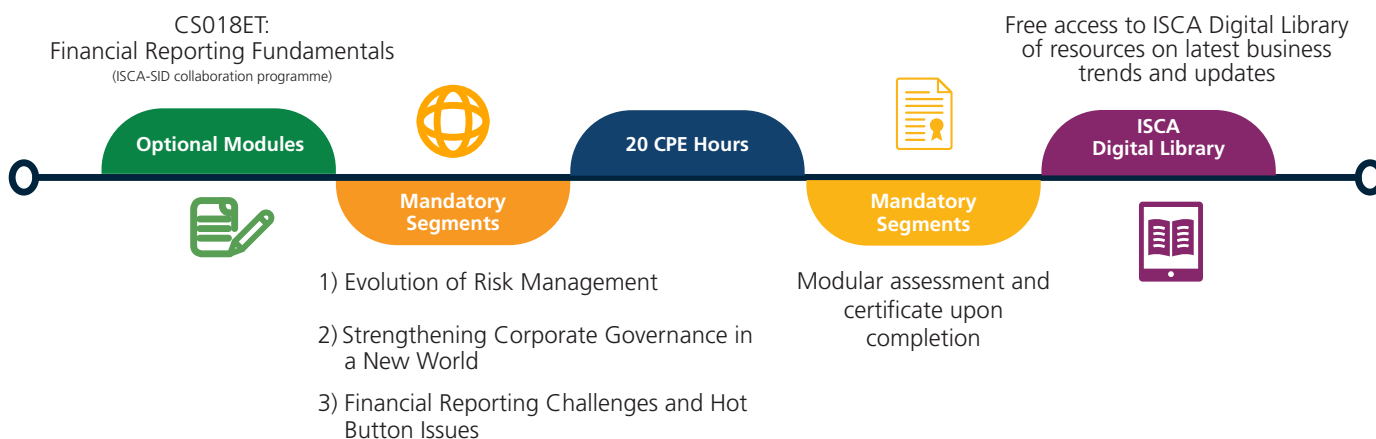 CS018ET:
Financial Reporting Fundamentals
(ISCA-SID collaboration programme)
Optional Modules
Mandatory
Segments
1) Evolution of Risk Management
2) Strengthening Corporate Governance in
a New World
3) Financial Reporting Challenges and Hot
Button Issues
20 CPE Hours
Mandatory
Segments
Modular assessment and
certificate upon
completion
Free access to ISCA Digital Library
of resources on latest business
trends and updates
ISCA
Digital Library